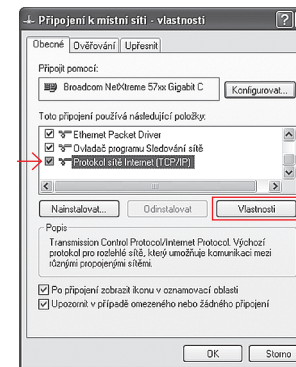 Připojení k místní síti - vlastnosti
Obecné Ověřování Upřesnit
Připojit pomocí:
Broadcom NetXtreme 57xx Gigabit C Konfigurovat...
Toto připojení používá následující položky:
Ethernet Packet Driver
Ovladač programu Sledování sítě
Protokol sítě Internet (TCP/IP)
Nainstalovat... Odinstalovat Vlastnosti
Popis
Transmission Control Protocol/Internet Protocol. Výchozí
protokol pro rozlehlé sítě, který umožňuje komunikaci mezi
různými propojenými sítěmi.
Po připojení zobrazit ikonu v oznamovací oblasti
Upozornit v případě omezeného nebo žádného připojení
OK Storno